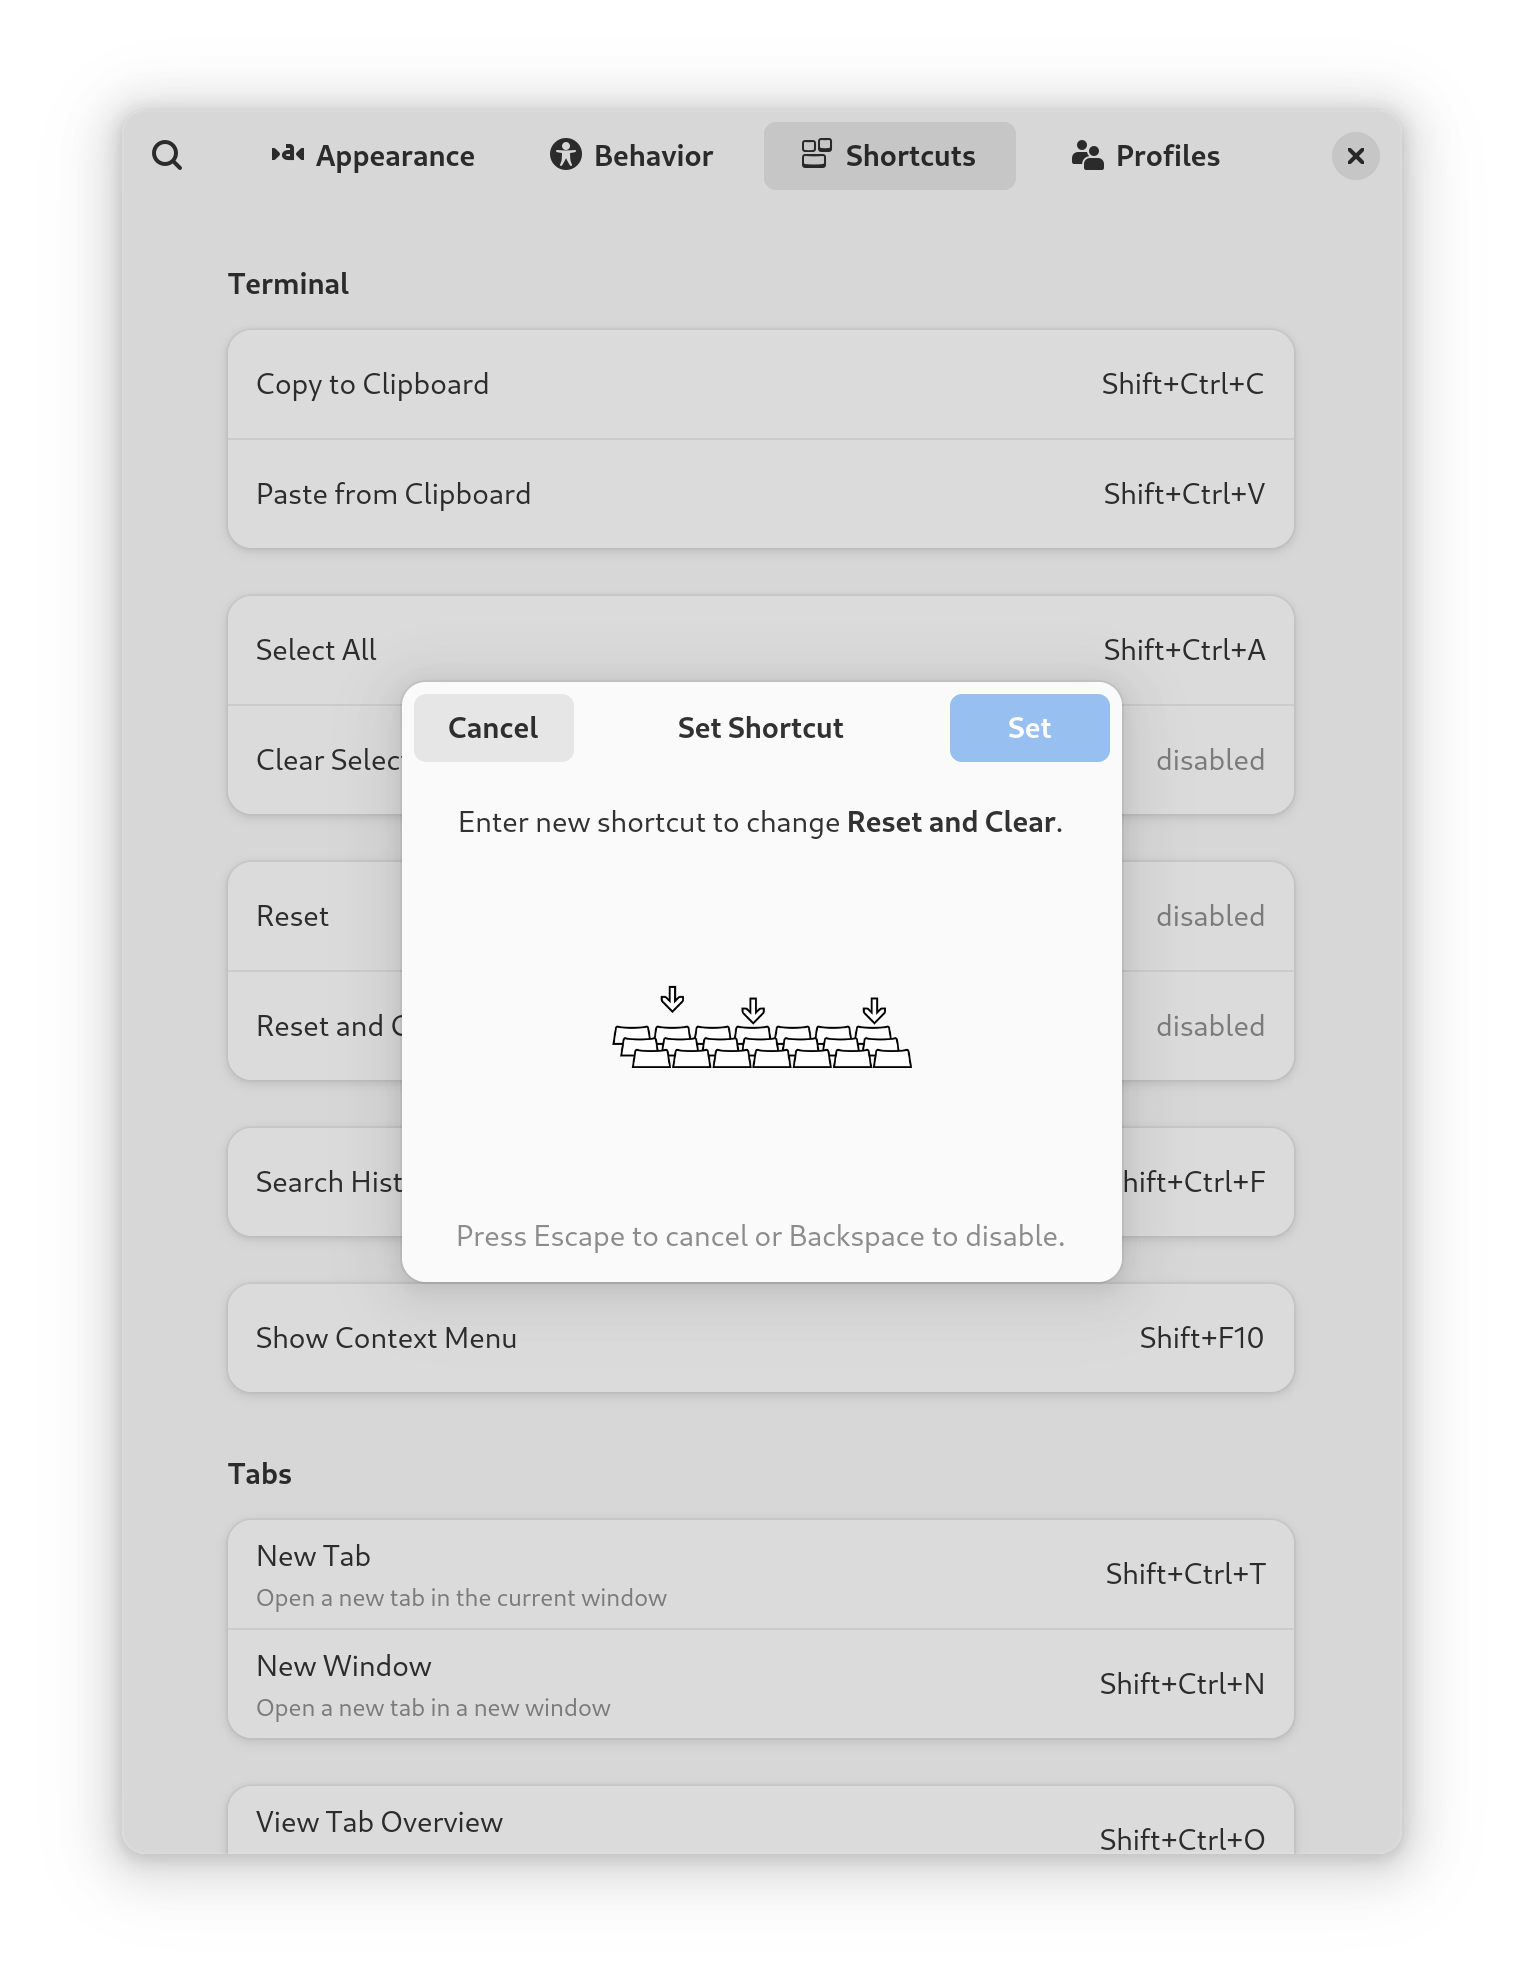 Appearance Behavior Shortcuts Profiles
Terminal
Copy to Clipboard Shift+Ctrl+C
Paste from Clipboard Shift+Ctrl+V
Select All Shift+Ctrl+A
Cancel Set Shortcut Set
Clear disabled
Enter new shortcut to change Reset and Clear.
Reset disabled
Reset and disabled
Search hift+Ctrl+F
Press Escape to cancel or Backspace to disable.
Show Context Menu Shift+F10
Tabs
New Tab
Open a new tab in the current window
Shift+Ctrl+T
New Window
Open a new tab in a new window
Shift+Ctrl+N
View Tab Overview
Shift+Ctrl+O